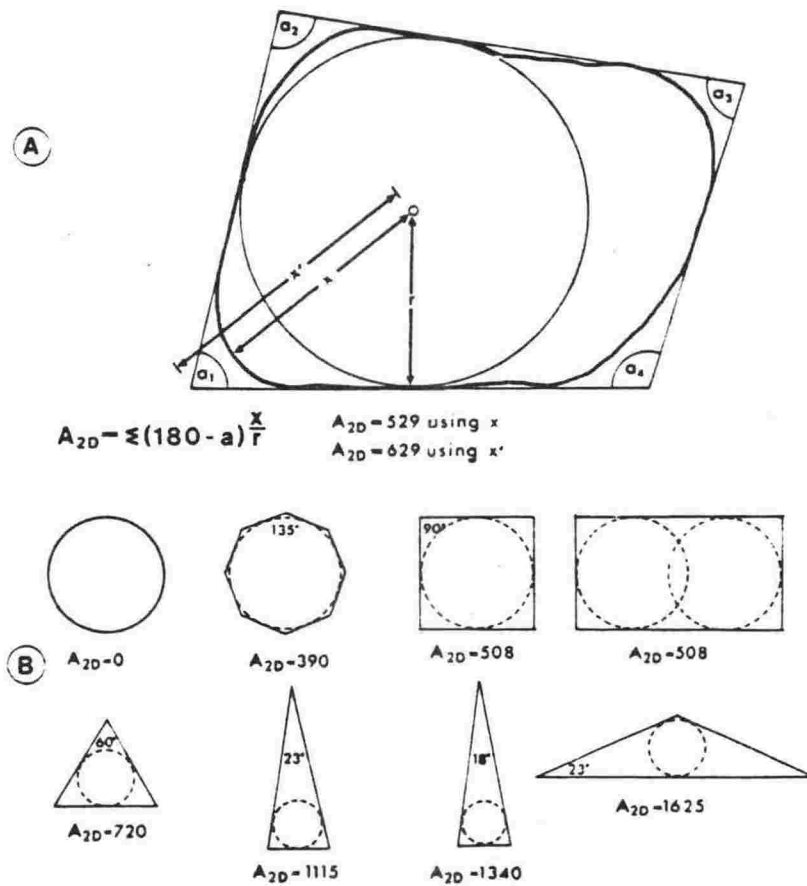 a₂
a₃
A
O
x'
x
r
a₁
a₄
A₂D = Σ(180 - a) x/r
A₂D = 529 using x
A₂D = 629 using x'
135°
90°
A₂D=0
A₂D=390
A₂D=508
A₂D=508
B
60°
23°
18°
23°
A₂D=720
A₂D=1115
A₂D=1340
A₂D=1625